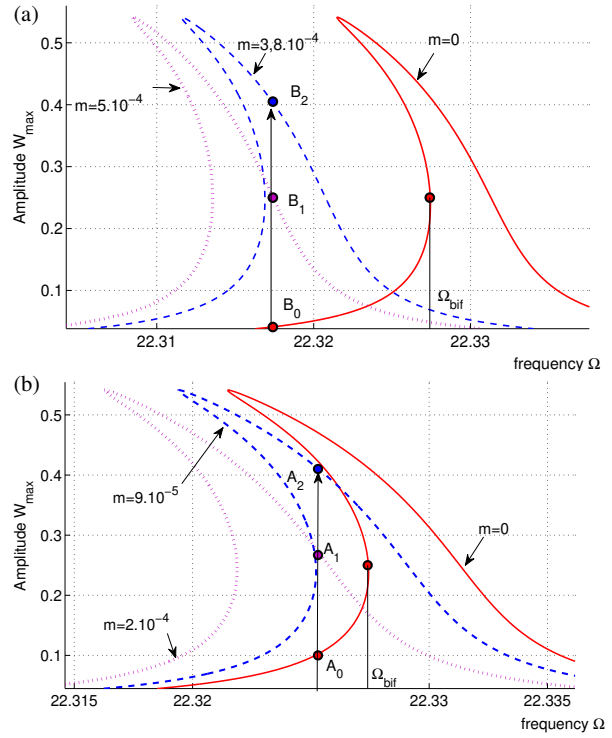 (a)
0.5
0.4
0.3
0.2
0.1
Amplitude W_max
m=3,8.10^-4
m=0
m=5.10^-4
B_2
B_1
B_0
Ω_bif
22.31
22.32
22.33
frequency Ω
(b)
0.5
0.4
0.3
0.2
0.1
Amplitude W_max
m=9.10^-5
m=0
m=2.10^-4
A_2
A_1
A_0
Ω_bif
22.315
22.32
22.33
22.335
frequency Ω